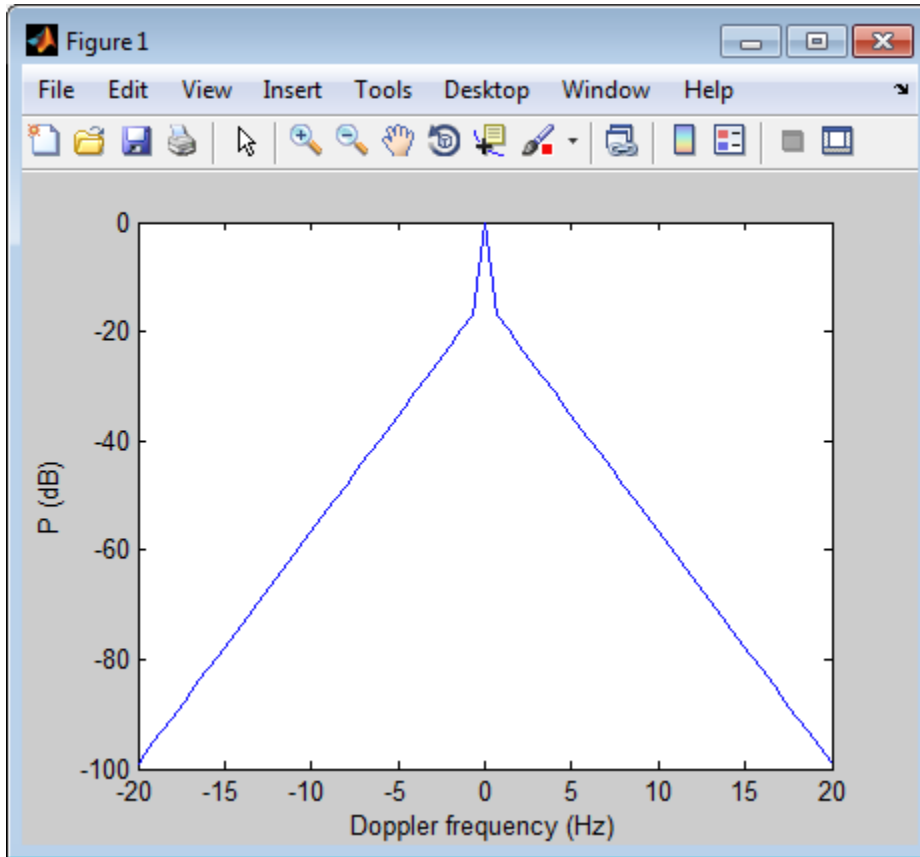 Figure 1
File Edit View Insert Tools Desktop Window Help
0
-20
-40
-60
-80
-100
P (dB)
-20 -15 -10 -5 0 5 10 15 20
Doppler frequency (Hz)